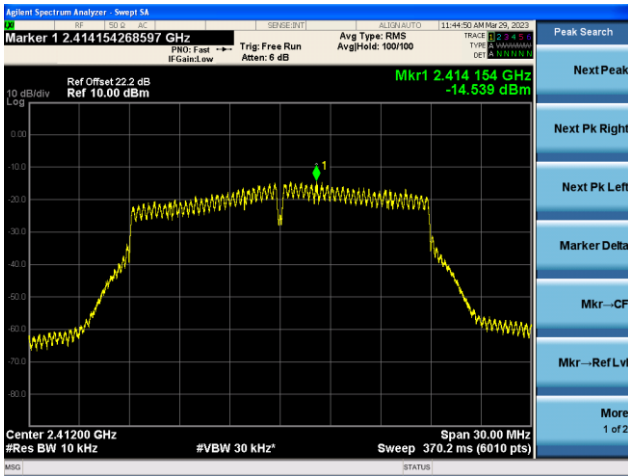 Agilent Spectrum Analyzer - Swept SA
RF 50 Ω AC SENSE:INT ALIGN AUTO 11:44:50 AM Mar 29, 2023
Marker 1 2.414154268597 GHz
PNO: Fast
IFGain:Low
Trig: Free Run
Atten: 6 dB
Avg Type: RMS
Avg|Hold: 100/100
TRACE 1 2 3 4 5 6
TYPE A WWWWW
DET A N N N N N
Ref Offset 22.2 dB
Ref 10.00 dBm
10 dB/div
Log
Mkr1 2.414 154 GHz
-14.539 dBm
1
0.00
-10.0
-20.0
-30.0
-40.0
-50.0
-60.0
-70.0
-80.0
Center 2.41200 GHz
#Res BW 10 kHz
#VBW 30 kHz*
Span 30.00 MHz
Sweep 370.2 ms (6010 pts)
MSG
STATUS
Peak Search
Next Peak
Next Pk Right
Next Pk Left
Marker Delta
Mkr→CF
Mkr→Ref Lvl
More
1 of 2